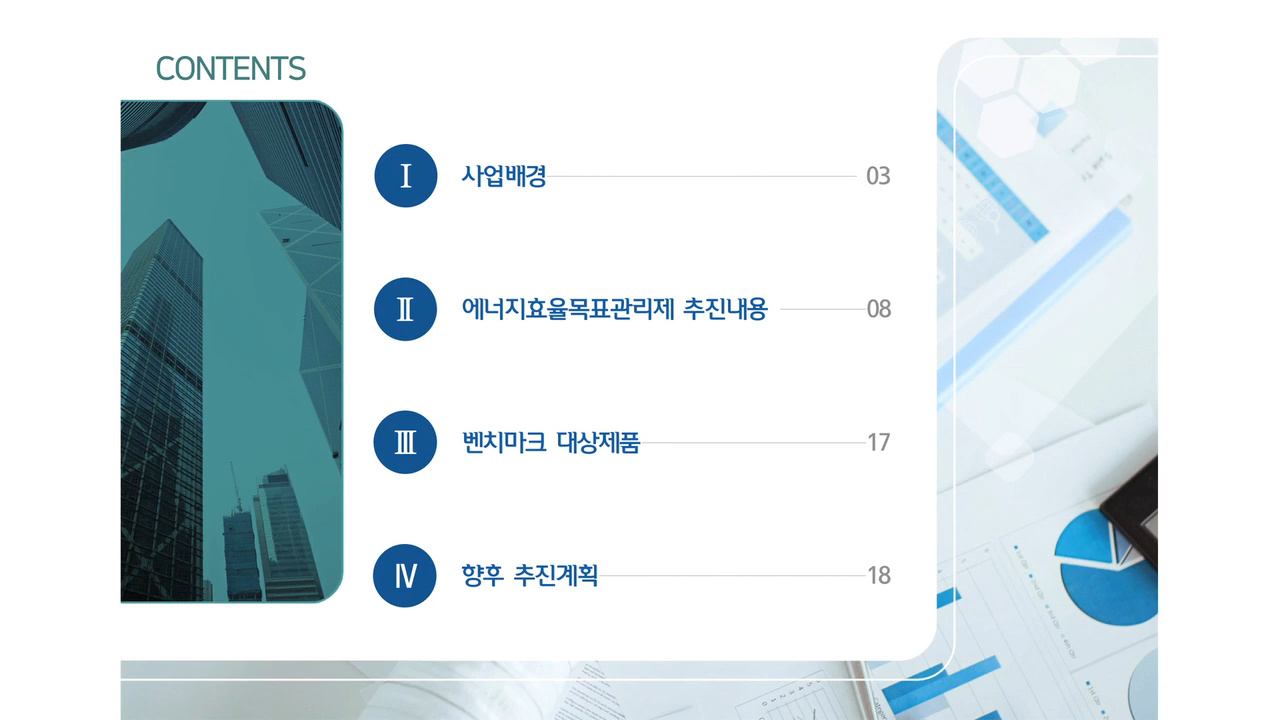 CONTENTS
Ⅰ 사업배경 03
Ⅱ 에너지효율목표관리제 추진내용 08
Ⅲ 벤치마크 대상제품 17
Ⅳ 향후 추진계획 18